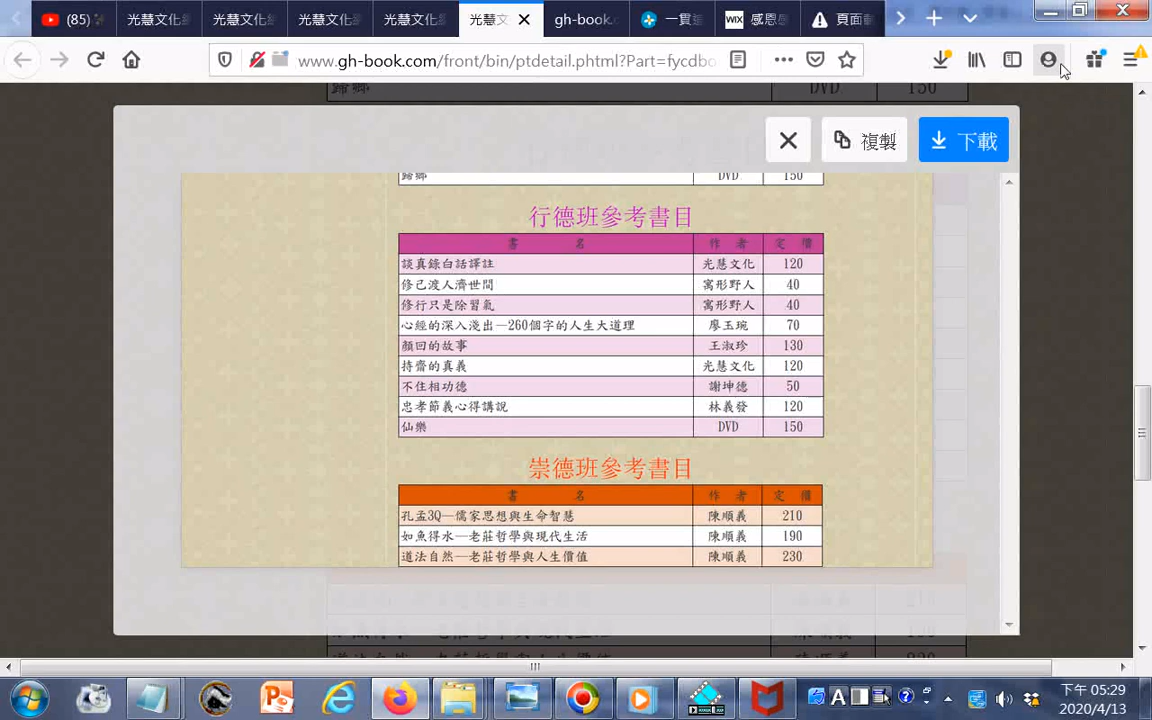 (85)
光慧文化
光慧文化
光慧文化
光慧文化
光慧文
gh-book.
一貫
WIX 感恩
頁面
www.gh-book.com/front/bin/ptdetail.phtml?Part=fycdbo
歸鄉 DVD 150
複製 下載
歸鄉 DVD 150
行德班參考書目
書 名 作 者 定 價
談真錄白話譯註 光慧文化 120
修己渡人濟世間 寓形野人 40
修行只是除習氣 寓形野人 40
心經的深入淺出─260個字的人生大道理 廖玉琬 70
顏回的故事 王淑珍 130
持齋的真義 光慧文化 120
不住相功德 謝坤德 50
忠孝節義心得講說 林義發 120
仙樂 DVD 150
崇德班參考書目
書 名 作 者 定 價
孔孟3Q─儒家思想與生命智慧 陳順義 210
如魚得水─老莊哲學與現代生活 陳順義 190
道法自然─老莊哲學與人生價值 陳順義 230
下午 05:29
2020/4/13